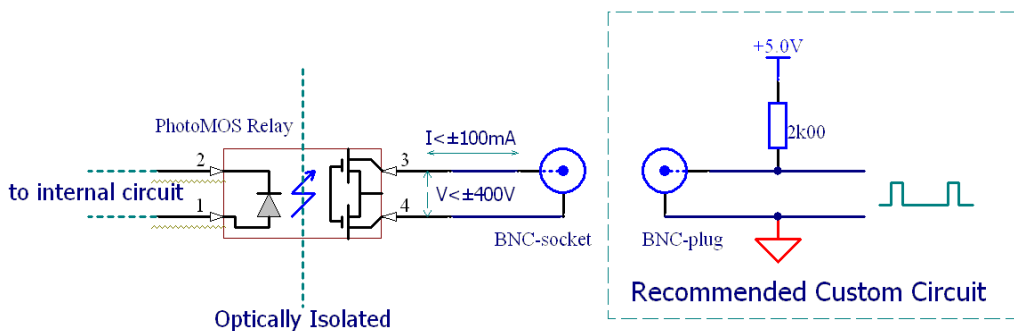 PhotoMOS Relay
2
3
to internal circuit
1
4
I<±100mA
V<±400V
BNC-socket
Optically Isolated
+5.0V
2k00
BNC-plug
Recommended Custom Circuit